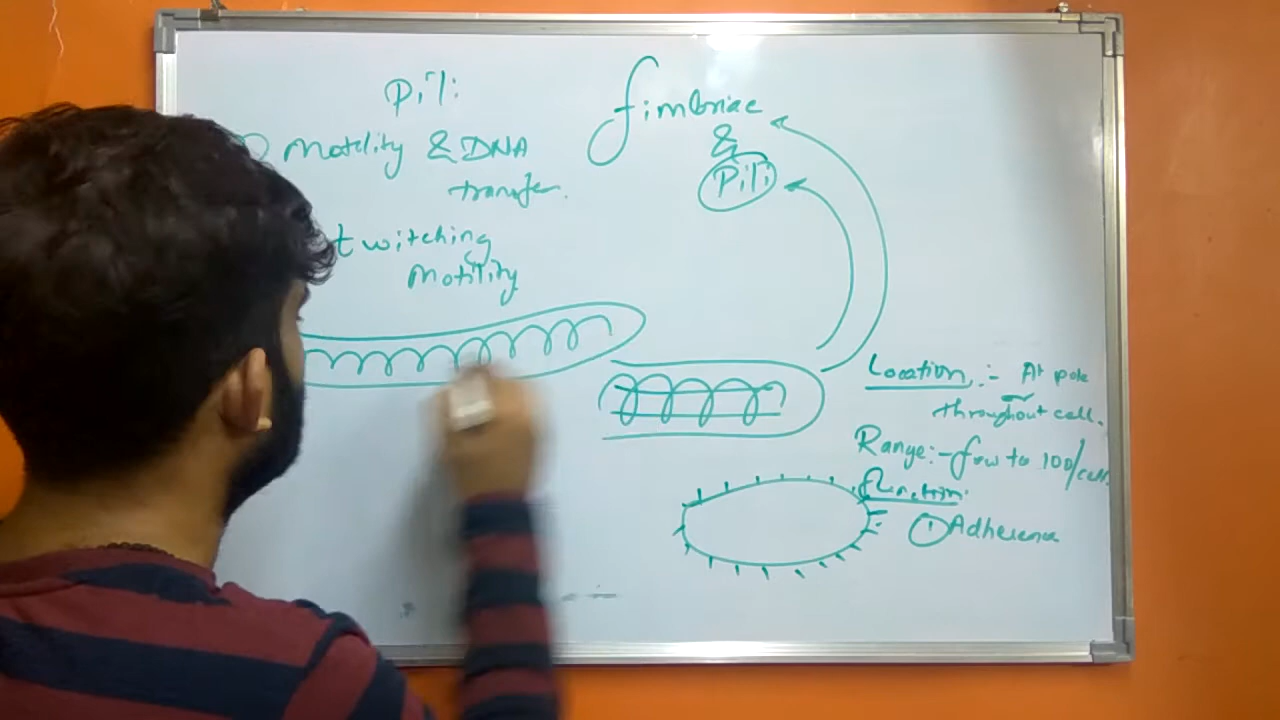 Pili:
① Motility & DNA
transfer.
twitching
Motility
fimbriae
&
Pili
Location :- At pole
throughout cell.
Range:- few to 100/cell.
function.
① Adherence